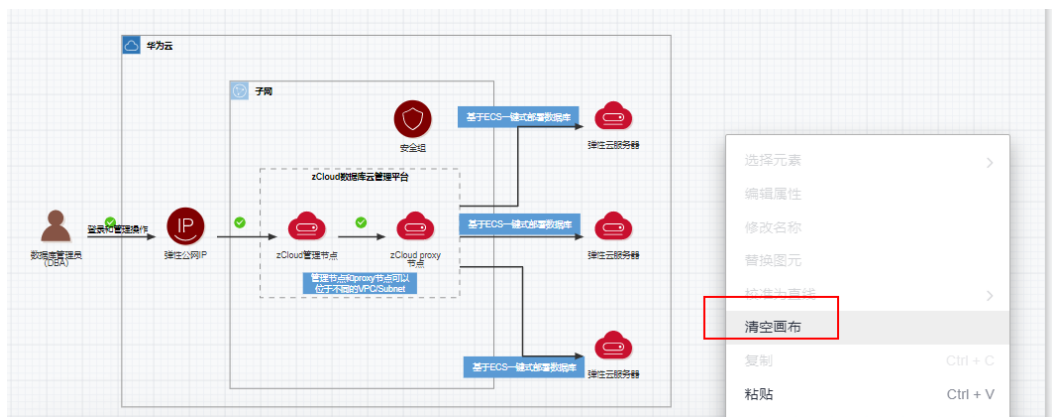 华为云
子网
安全组
zCloud数据库云管理平台
基于ECS一键式部署数据库
弹性云服务器
登录和管理操作
IP
数据库管理员
(DBA)
弹性公网IP
zCloud管理节点
zCloud proxy
节点
管理节点和proxy节点可以
位于不同的VPC/Subnet
基于ECS一键式部署数据库
弹性云服务器
基于ECS一键式部署数据库
弹性云服务器
选择元素
编辑属性
修改名称
替换图元
校准为直线
清空画布
复制 Ctrl + C
粘贴 Ctrl + V